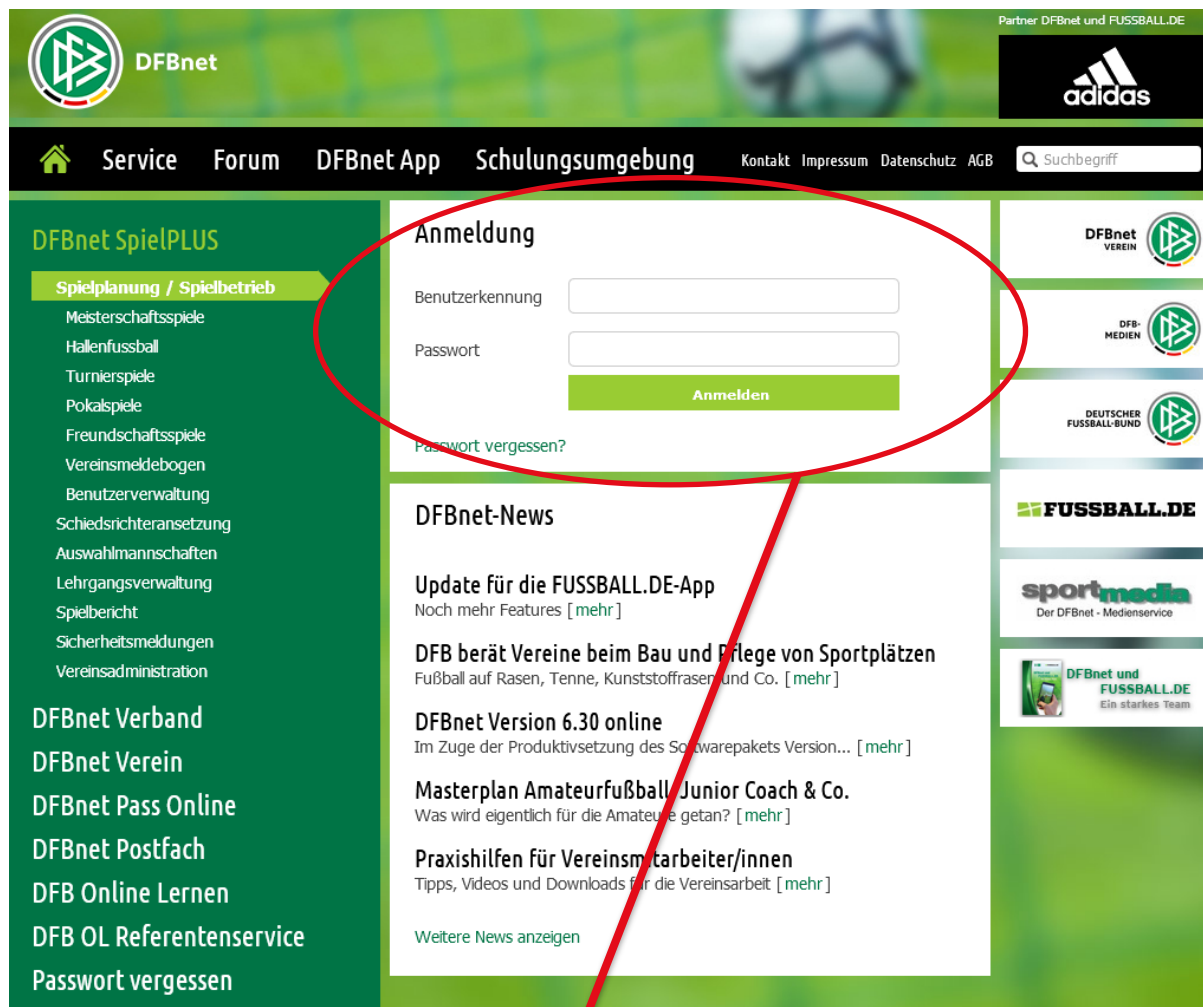 Partner DFBnet und FUSSBALL.DE
DFBnet
adidas
Service Forum DFBnet App Schulungsumgebung Kontakt Impressum Datenschutz AGB Suchbegriff
DFBnet SpielPLUS
Spielplanung / Spielbetrieb
Meisterschaftsspiele
Hallenfussball
Turnierspiele
Pokalspiele
Freundschaftsspiele
Vereinsmeldebogen
Benutzerverwaltung
Schiedsrichteransetzung
Auswahlmannschaften
Lehrgangsverwaltung
Spielbericht
Sicherheitsmeldungen
Vereinsadministration
DFBnet Verband
DFBnet Verein
DFBnet Pass Online
DFBnet Postfach
DFB Online Lernen
DFB OL Referentenservice
Passwort vergessen
Anmeldung
Benutzerkennung
Passwort
Anmelden
Passwort vergessen?
DFBnet-News
Update für die FUSSBALL.DE-App
Noch mehr Features [ mehr ]
DFB berät Vereine beim Bau und Pflege von Sportplätzen
Fußball auf Rasen, Tenne, Kunststoffrasen und Co. [ mehr ]
DFBnet Version 6.30 online
Im Zuge der Produktivsetzung des Softwarepakets Version... [ mehr ]
Masterplan Amateurfußball, Junior Coach & Co.
Was wird eigentlich für die Amateure getan? [ mehr ]
Praxishilfen für Vereinsmitarbeiter/innen
Tipps, Videos und Downloads für die Vereinsarbeit [ mehr ]
Weitere News anzeigen
DFBnet
VEREIN
DFB-
MEDIEN
DEUTSCHER
FUSSBALL-BUND
FUSSBALL.DE
sportmedia
Der DFBnet - Medienservice
DFBnet und
FUSSBALL.DE
Ein starkes Team